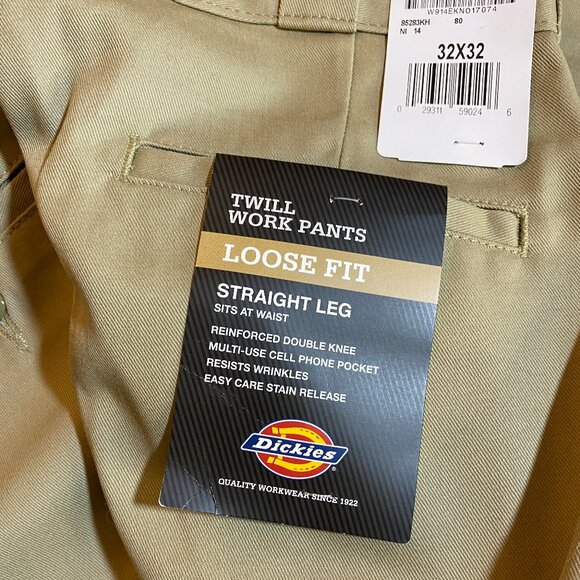 W914EKNO17074
85283KH 80
NI 14
32X32
0 29311 59024 6
TWILL
WORK PANTS
LOOSE FIT
STRAIGHT LEG
SITS AT WAIST
REINFORCED DOUBLE KNEE
MULTI-USE CELL PHONE POCKET
RESISTS WRINKLES
EASY CARE STAIN RELEASE
Dickies
QUALITY WORKWEAR SINCE 1922